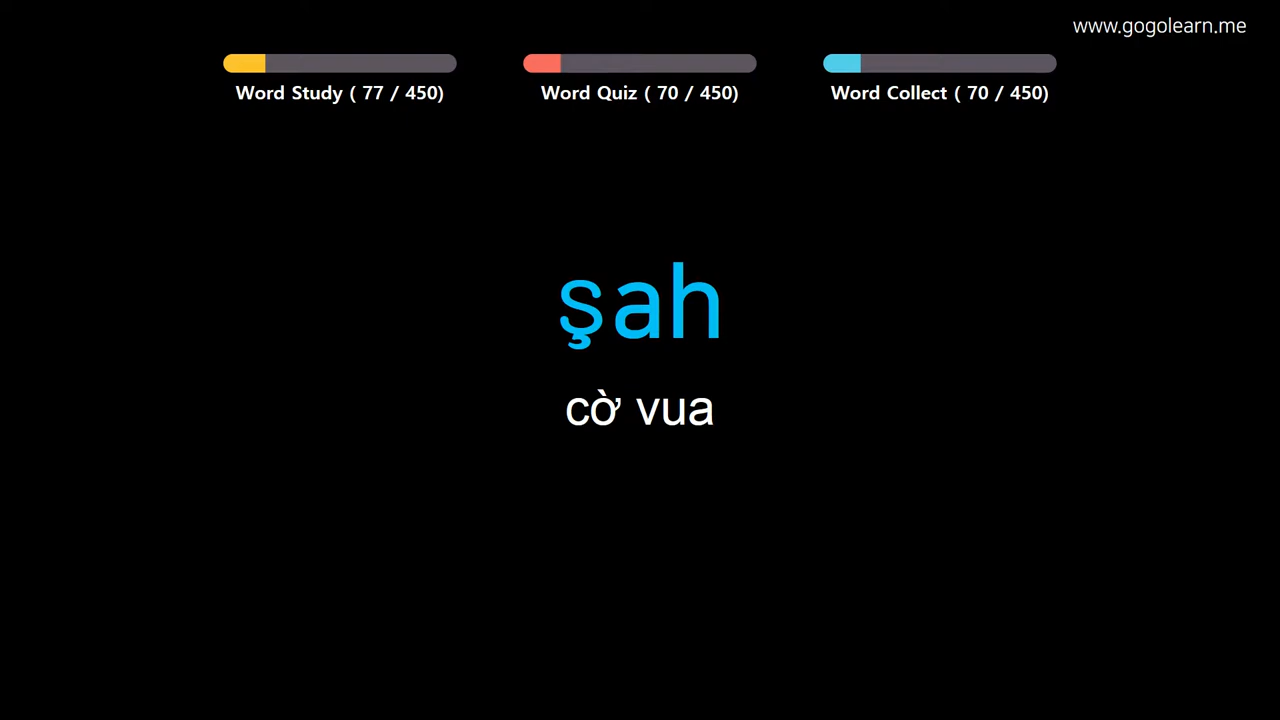 www.gogolearn.me
Word Study ( 77 / 450)
Word Quiz ( 70 / 450)
Word Collect ( 70 / 450)
şah
cờ vua